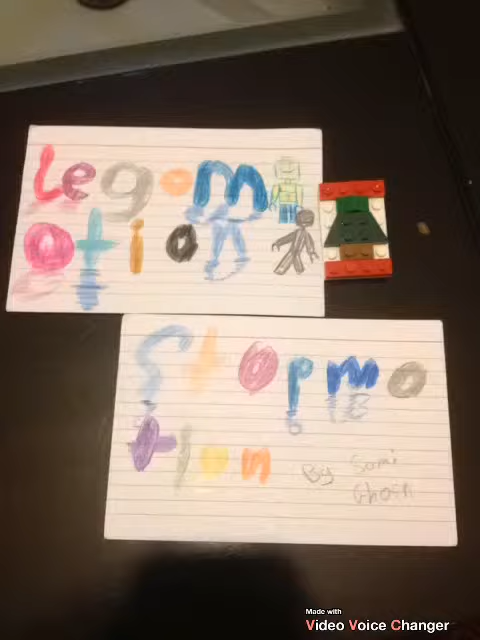 Legom
otion
Stopmo
tion
By Sami
Ghosn
Made with
Video Voice Changer